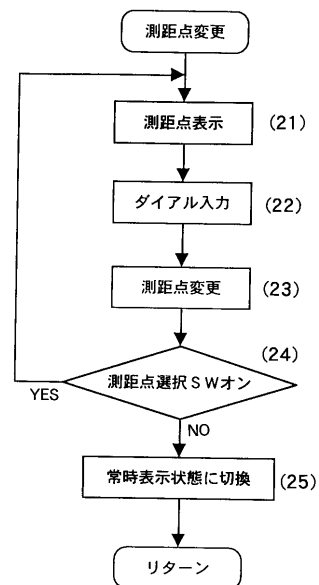 測距点変更
測距点表示 (21)
ダイアル入力 (22)
測距点変更 (23)
(24)
測距点選択SWオン
YES
NO
常時表示状態に切換 (25)
リターン